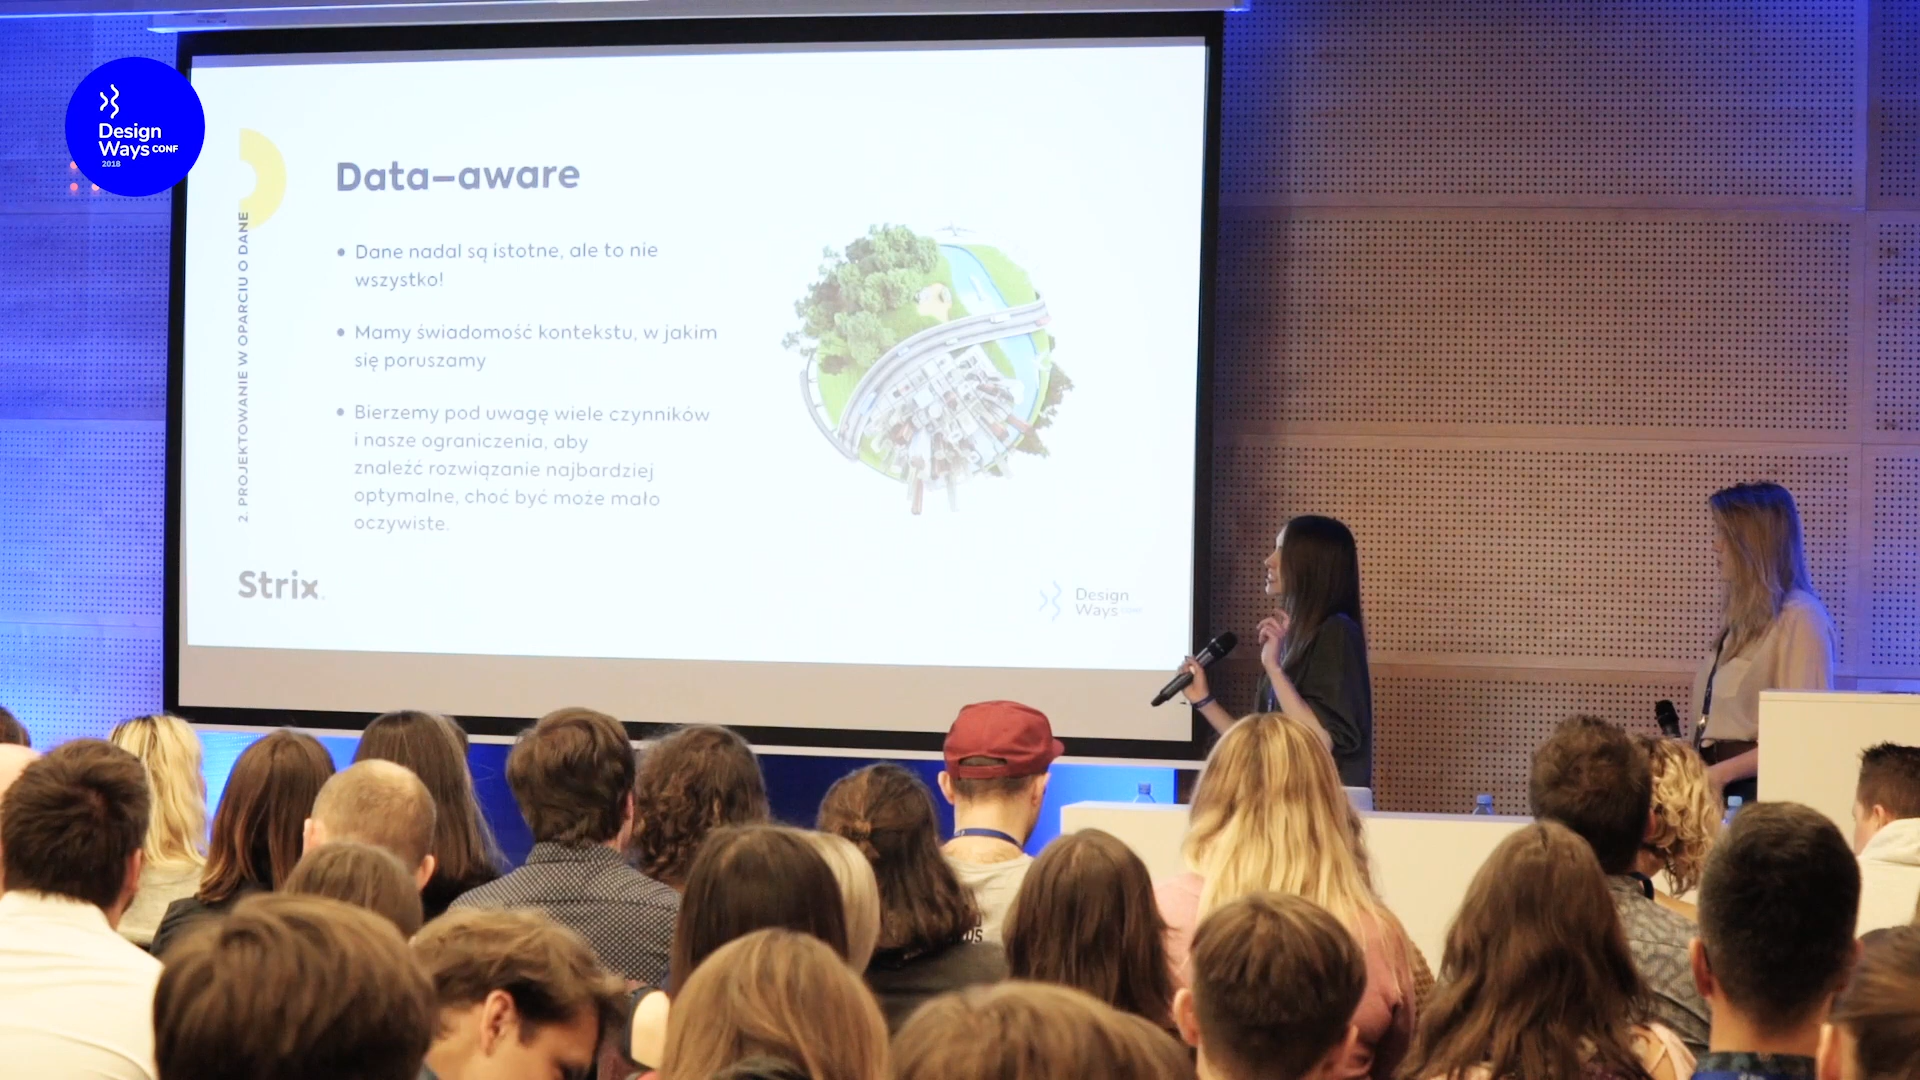 Design
Ways CONF
2018
2. PROJEKTOWANIE W OPARCIU O DANE
Data–aware
• Dane nadal są istotne, ale to nie
wszystko!
• Mamy świadomość kontekstu, w jakim
się poruszamy
• Bierzemy pod uwagę wiele czynników
i nasze ograniczenia, aby
znaleźć rozwiązanie najbardziej
optymalne, choć być może mało
oczywiste.
Strix
Design
Ways CONF